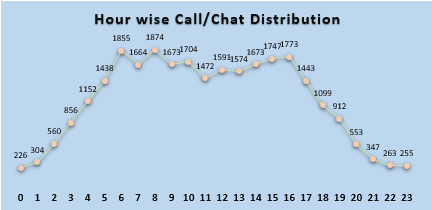 Hour wise Call/Chat Distribution
226 304 560 856 1152 1438 1855 1664 1874 1673 1704 1472 1591 1574 1673 1747 1773 1443 1099 912 553 347 263 255
0 1 2 3 4 5 6 7 8 9 10 11 12 13 14 15 16 17 18 19 20 21 22 23